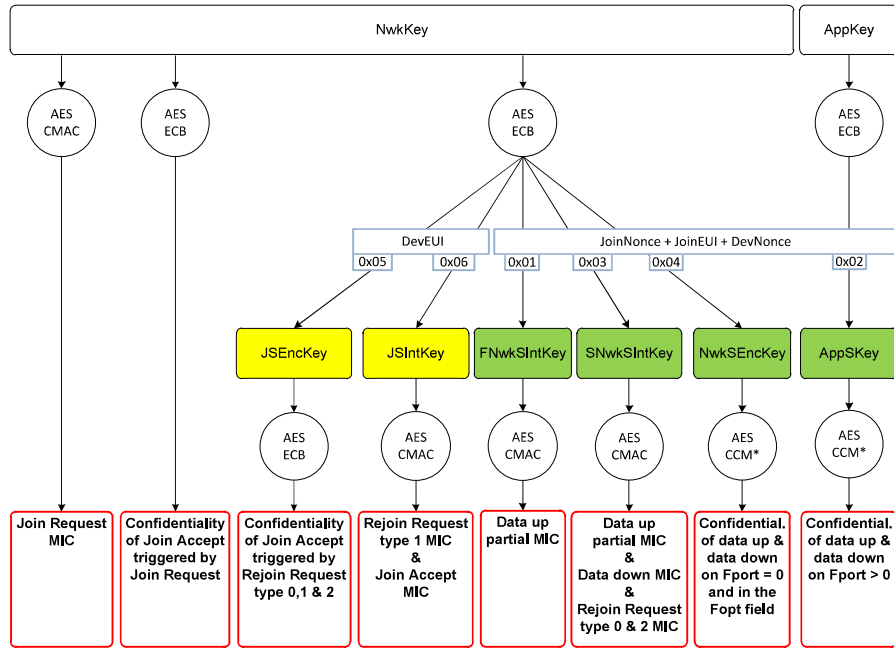 NwkKey
AppKey
AES
CMAC
AES
ECB
AES
ECB
AES
ECB
DevEUI
JoinNonce + JoinEUI + DevNonce
0x05
0x06
0x01
0x03
0x04
0x02
JSEncKey
JSIntKey
FNwkSIntKey
SNwkSIntKey
NwkSEncKey
AppSKey
AES
ECB
AES
CMAC
AES
CMAC
AES
CMAC
AES
CCM*
AES
CCM*
Join Request
MIC
Confidentiality
of Join Accept
triggered by
Join Request
Confidentiality
of Join Accept
triggered by
Rejoin Request
type 0,1 & 2
Rejoin Request
type 1 MIC
&
Join Accept
MIC
Data up
partial MIC
Data up
partial MIC
&
Data down MIC
&
Rejoin Request
type 0 & 2 MIC
Confidential.
of data up &
data down
on Fport = 0
and in the
Fopt field
Confidential.
of data up &
data down
on Fport > 0